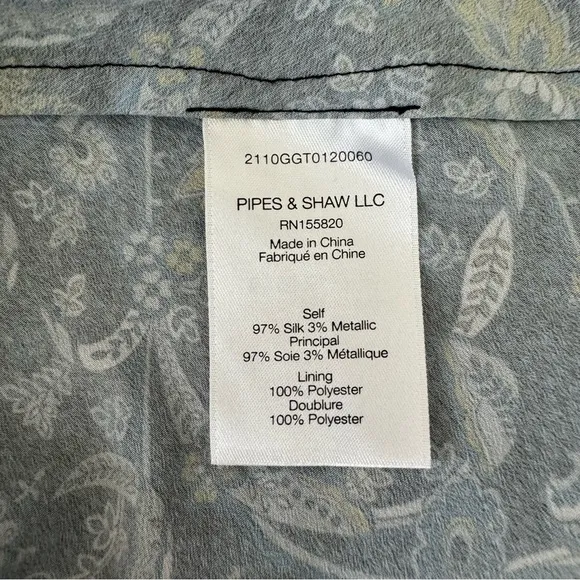 2110GGT0120060
PIPES & SHAW LLC
RN155820
Made in China
Fabriqué en Chine
Self
97% Silk 3% Metallic
Principal
97% Soie 3% Métallique
Lining
100% Polyester
Doublure
100% Polyester